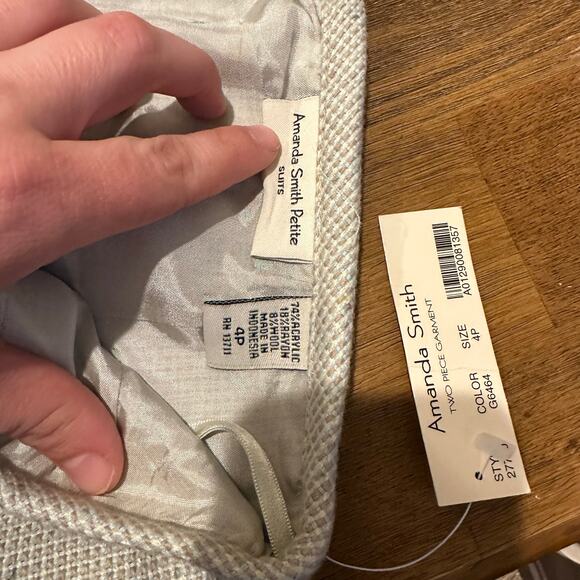 Amanda Smith Petite
SUITS
74% ACRYLIC
18% RAYON
8% WOOL
MADE IN
INDONESIA
4P
RN 13711
Amanda Smith
TWO PIECE GARMENT
A01290081357
COLOR SIZE
G6464 4P